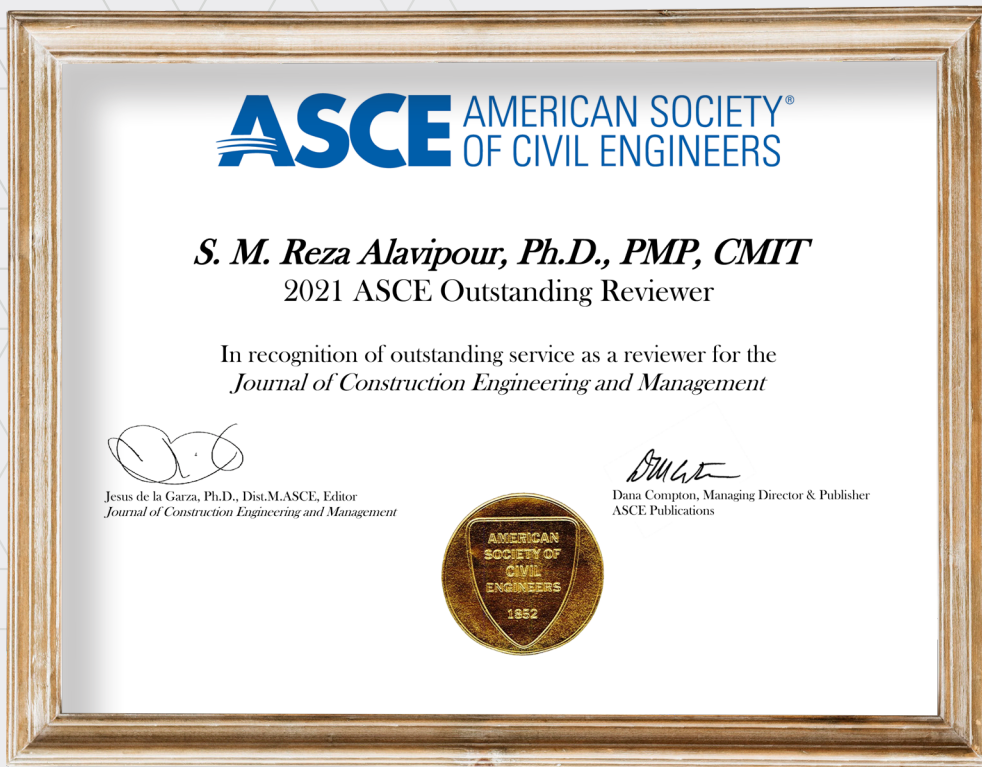 ASCE AMERICAN SOCIETY®
OF CIVIL ENGINEERS
S. M. Reza Alavipour, Ph.D., PMP, CMIT
2021 ASCE Outstanding Reviewer
In recognition of outstanding service as a reviewer for the
Journal of Construction Engineering and Management
Jesus de la Garza, Ph.D., Dist.M.ASCE, Editor
Journal of Construction Engineering and Management
Dana Compton, Managing Director & Publisher
ASCE Publications
AMERICAN
SOCIETY OF
CIVIL
ENGINEERS
1852